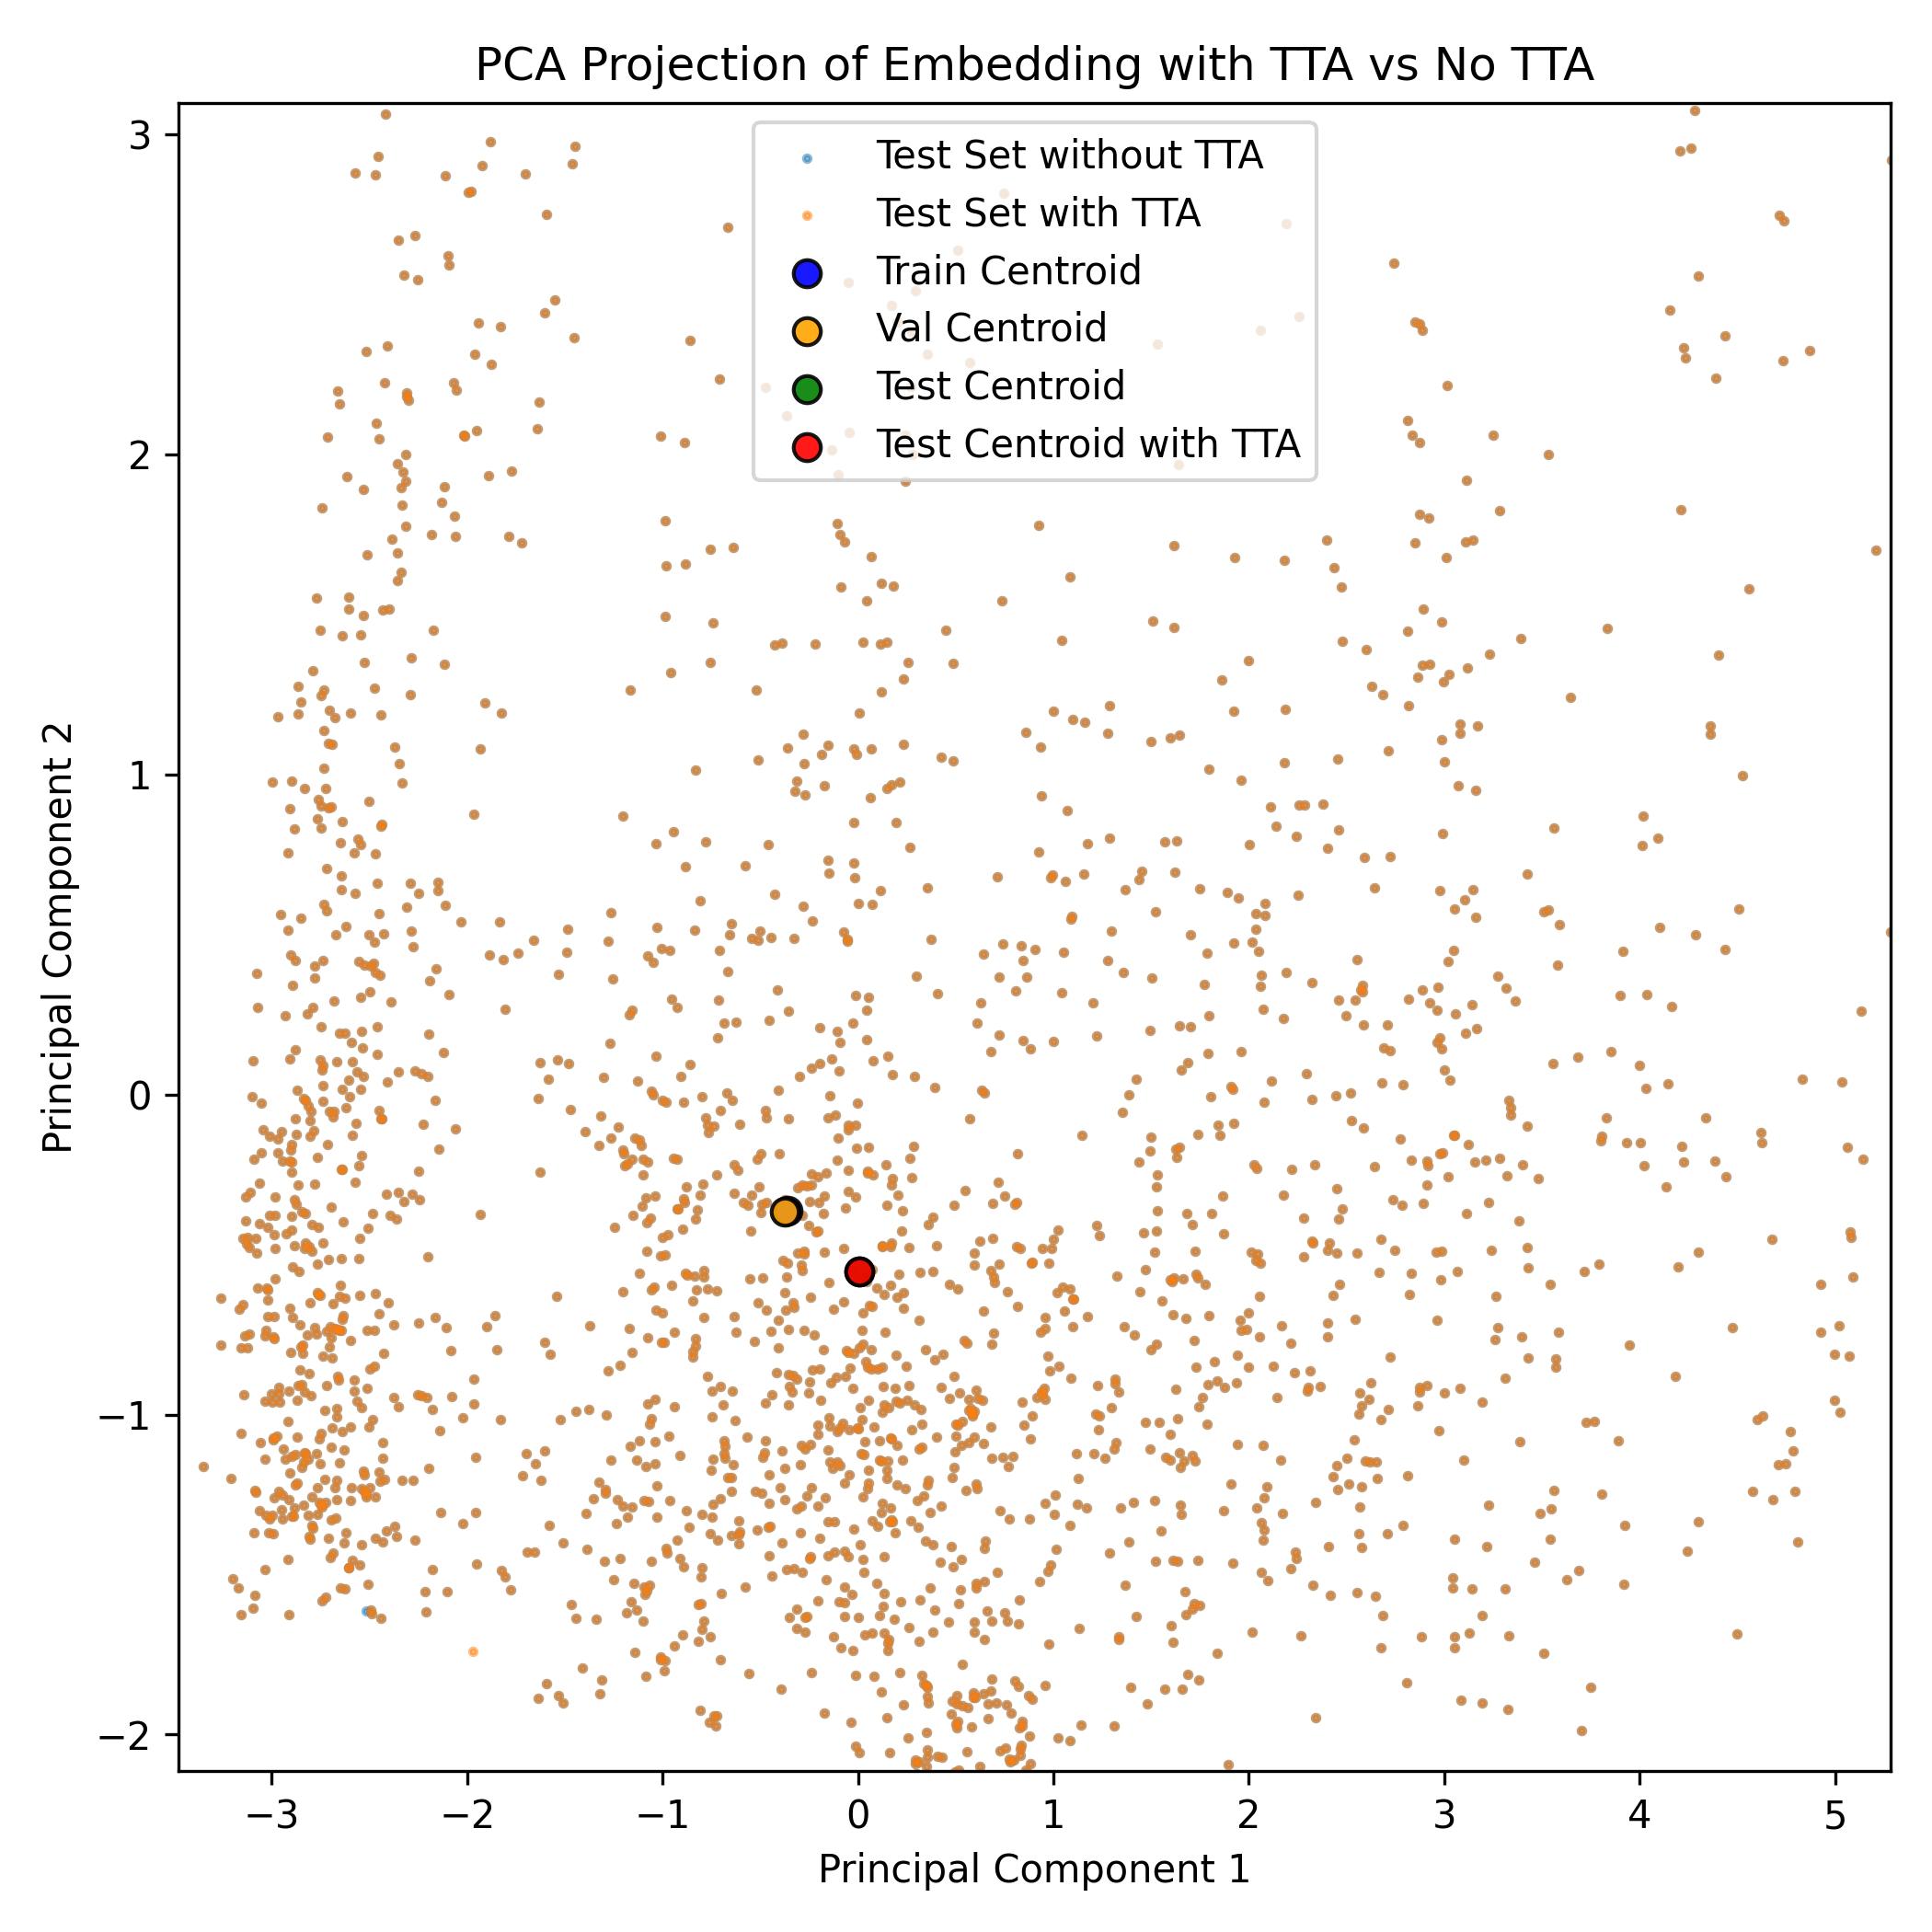 PCA Projection of Embedding with TTA vs No TTA
Test Set without TTA
Test Set with TTA
Train Centroid
Val Centroid
Test Centroid
Test Centroid with TTA
Principal Component 2
3
2
1
0
−1
−2
−3 −2 −1 0 1 2 3 4 5
Principal Component 1